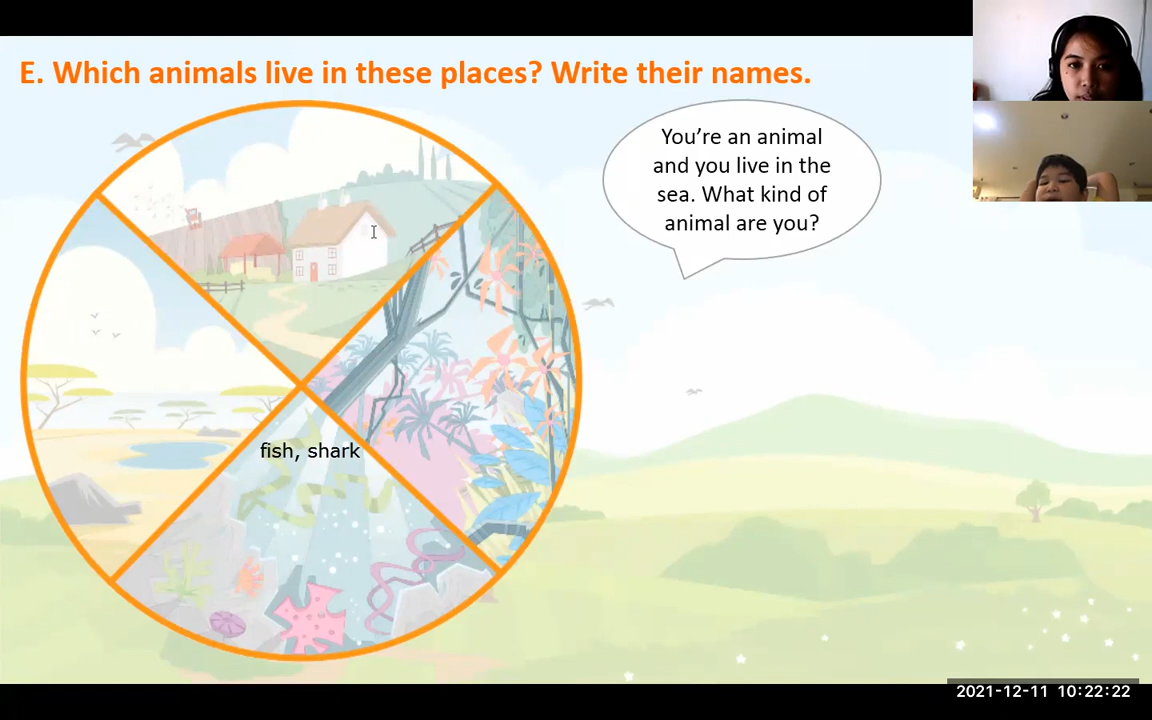 E. Which animals live in these places? Write their names.
You’re an animal
and you live in the
sea. What kind of
animal are you?
fish, shark
2021-12-11 10:22:22